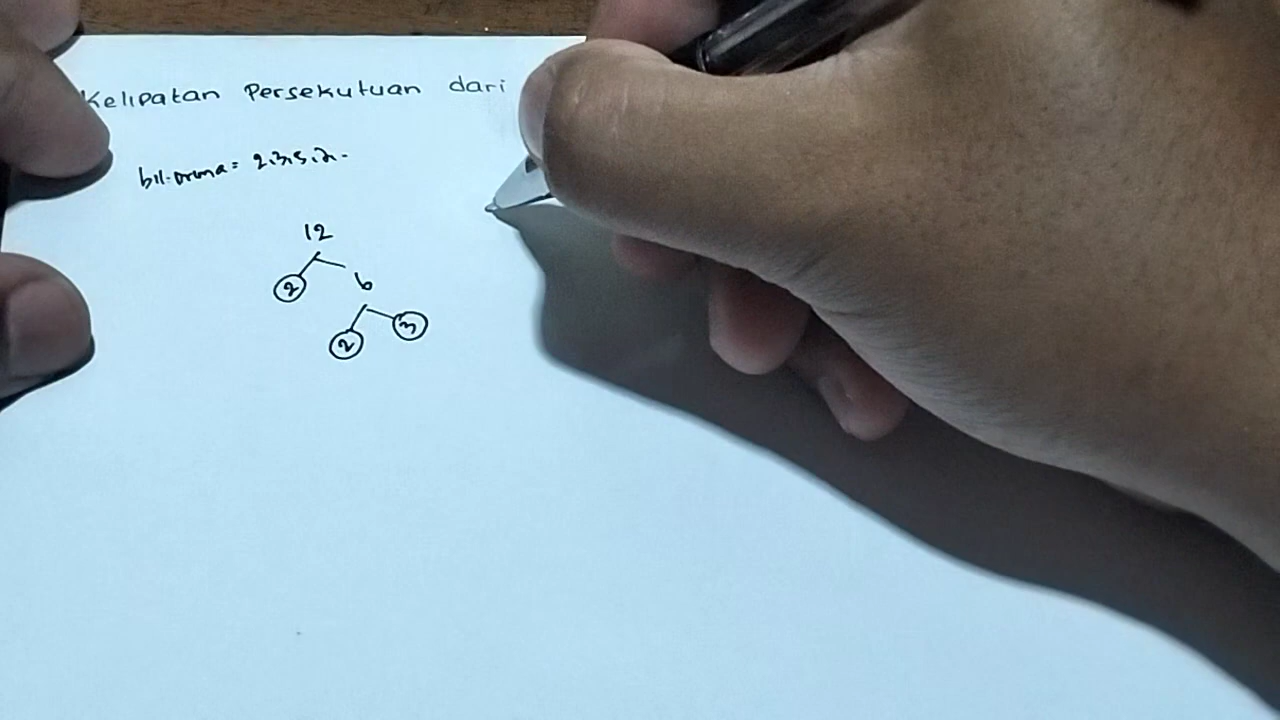 Kelipatan Persekutuan dari
bil. prima = 2,3,5,7.
12
2 6
2 3